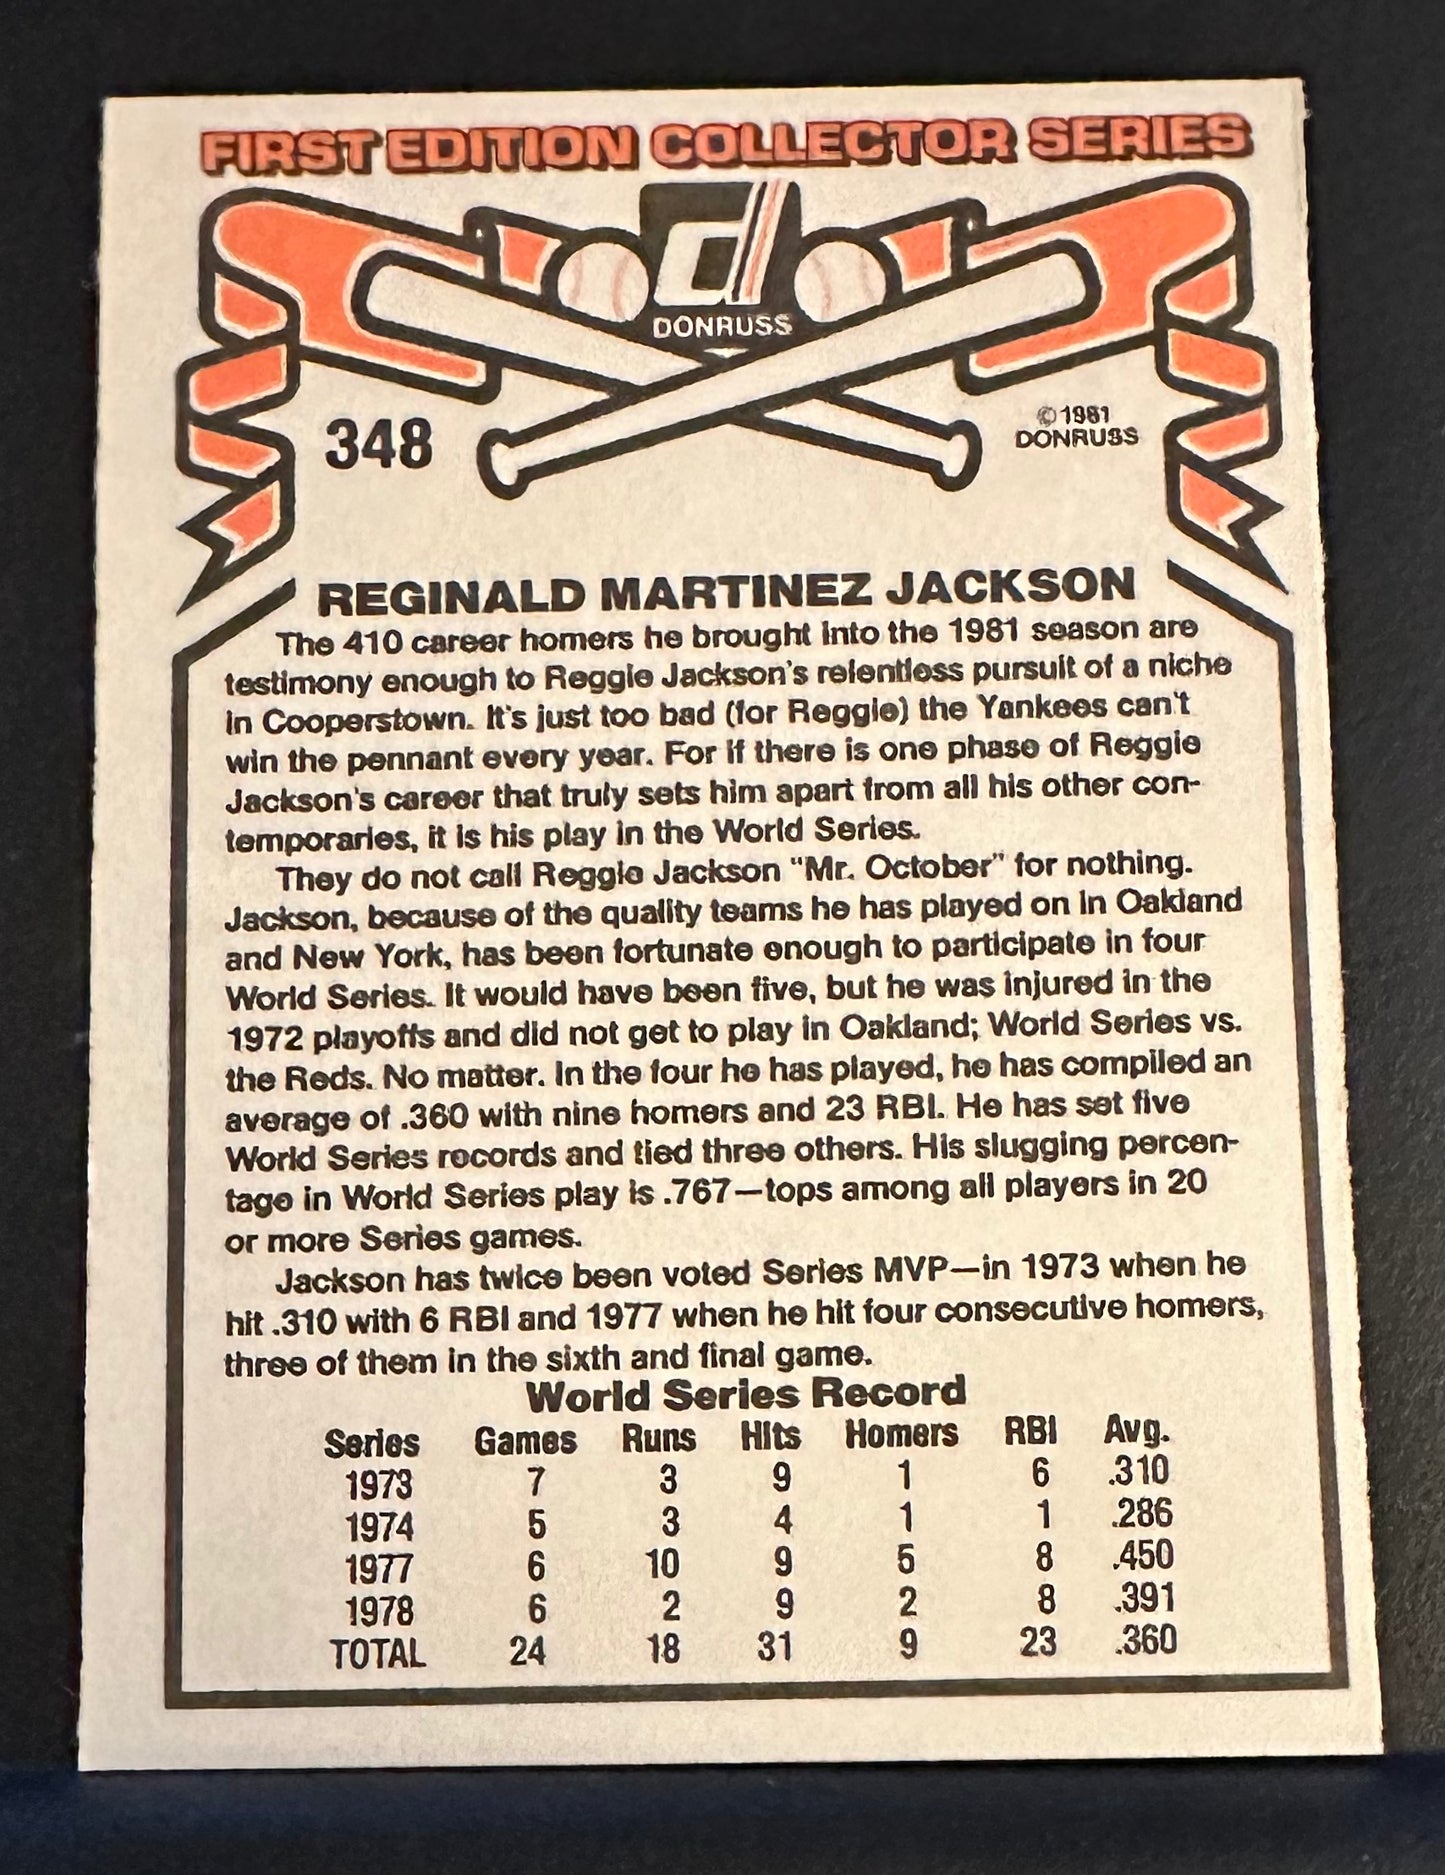 FIRST EDITION COLLECTOR SERIES
d
DONRUSS
348
© 1981
DONRUSS
REGINALD MARTINEZ JACKSON
The 410 career homers he brought into the 1981 season are
testimony enough to Reggie Jackson's relentless pursuit of a niche
in Cooperstown. It's just too bad (for Reggie) the Yankees can't
win the pennant every year. For if there is one phase of Reggie
Jackson's career that truly sets him apart from all his other con-
temporaries, it is his play in the World Series.
They do not call Reggie Jackson "Mr. October" for nothing.
Jackson, because of the quality teams he has played on in Oakland
and New York, has been fortunate enough to participate in four
World Series. It would have been five, but he was injured in the
1972 playoffs and did not get to play in Oakland; World Series vs.
the Reds. No matter. In the four he has played, he has compiled an
average of .360 with nine homers and 23 RBI. He has set five
World Series records and tied three others. His slugging percen-
tage in World Series play is .767—tops among all players in 20
or more Series games.
Jackson has twice been voted Series MVP—in 1973 when he
hit .310 with 6 RBI and 1977 when he hit four consecutive homers,
three of them in the sixth and final game.
World Series Record
Series Games Runs Hits Homers RBI Avg.
1973 7 3 9 1 6 .310
1974 5 3 4 1 1 .286
1977 6 10 9 5 8 .450
1978 6 2 9 2 8 .391
TOTAL 24 18 31 9 23 .360